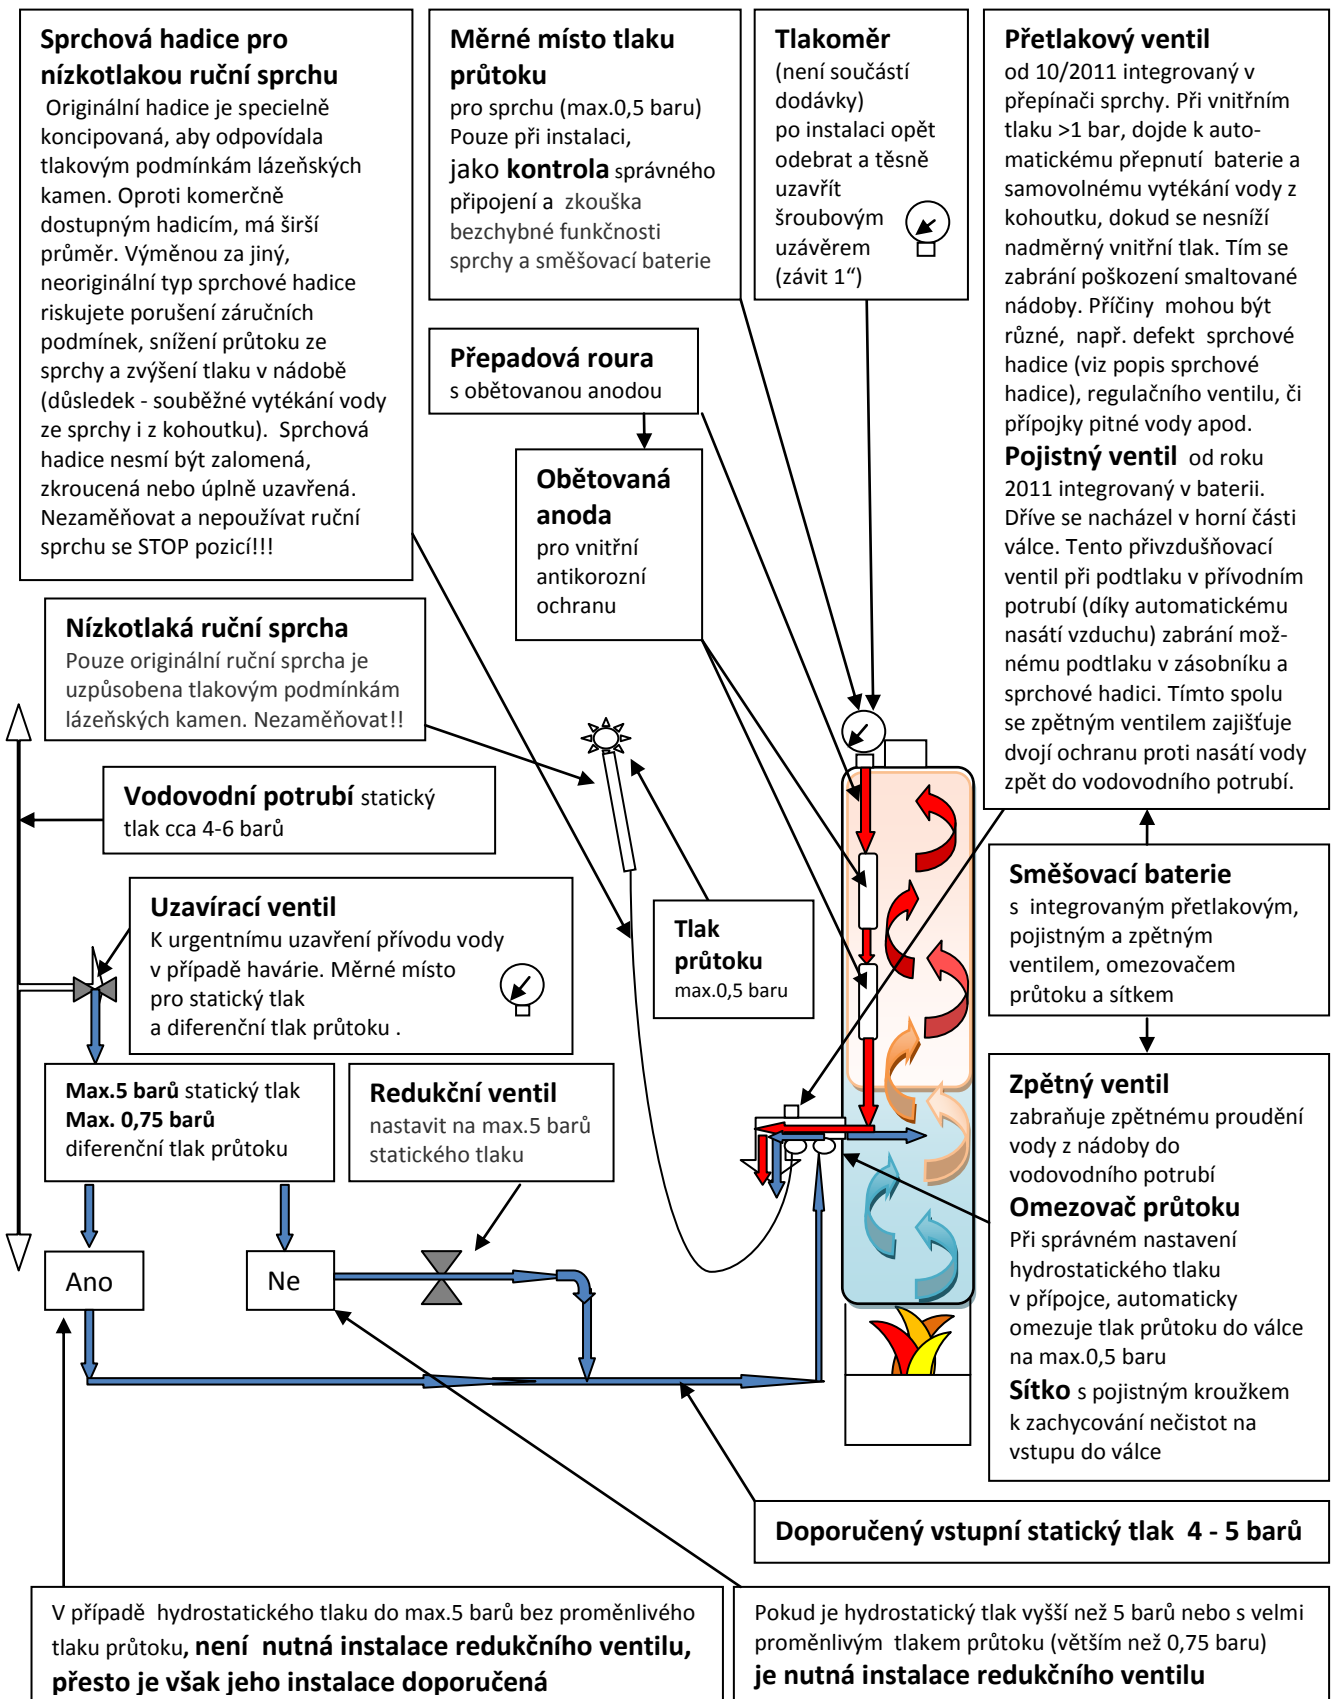 Sprchová hadice pro
nízkotlakou ruční sprchu
Originální hadice je specielně
koncipovaná, aby odpovídala
tlakovým podmínkám lázeňských
kamen. Oproti komerčně
dostupným hadicím, má širší
průměr. Výměnou za jiný,
neoriginální typ sprchové hadice
riskujete porušení záručních
podmínek, snížení průtoku ze
sprchy a zvýšení tlaku v nádobě
(důsledek - souběžné vytékání vody
ze sprchy i z kohoutku). Sprchová
hadice nesmí být zalomená,
zkroucená nebo úplně uzavřená.
Nezaměňovat a nepoužívat ruční
sprchu se STOP pozicí!!!
Měrné místo tlaku
průtoku
pro sprchu (max.0,5 baru)
Pouze při instalaci,
jako kontrola správného
připojení a zkouška
bezchybné funkčnosti
sprchy a směšovací baterie
Tlakoměr
(není součástí
dodávky)
po instalaci opět
odebrat a těsně
uzavřít
šroubovým
uzávěrem
(závit 1“)
Přetlakový ventil
od 10/2011 integrovaný v
přepínači sprchy. Při vnitřním
tlaku >1 bar, dojde k auto-
matickému přepnutí baterie a
samovolnému vytékání vody z
kohoutku, dokud se nesníží
nadměrný vnitřní tlak. Tím se
zabrání poškození smaltované
nádoby. Příčiny mohou být
různé, např. defekt sprchové
hadice (viz popis sprchové
hadice), regulačního ventilu, či
přípojky pitné vody apod.
Pojistný ventil od roku
2011 integrovaný v baterii.
Dříve se nacházel v horní části
válce. Tento přivzdušňovací
ventil při podtlaku v přívodním
potrubí (díky automatickému
nasátí vzduchu) zabrání mož-
nému podtlaku v zásobníku a
sprchové hadici. Tímto spolu
se zpětným ventilem zajišťuje
dvojí ochranu proti nasátí vody
zpět do vodovodního potrubí.
Přepadová roura
s obětovanou anodou
Obětovaná
anoda
pro vnitřní
antikorozní
ochranu
Nízkotlaká ruční sprcha
Pouze originální ruční sprcha je
uzpůsobena tlakovým podmínkám
lázeňských kamen. Nezaměňovat!!
Vodovodní potrubí statický
tlak cca 4-6 barů
Uzavírací ventil
K urgentnímu uzavření přívodu vody
v případě havárie. Měrné místo
pro statický tlak
a diferenční tlak průtoku .
Tlak
průtoku
max.0,5 baru
Směšovací baterie
s integrovaným přetlakovým,
pojistným a zpětným
ventilem, omezovačem
průtoku a sítkem
Max.5 barů statický tlak
Max. 0,75 barů
diferenční tlak průtoku
Redukční ventil
nastavit na max.5 barů
statického tlaku
Zpětný ventil
zabraňuje zpětnému proudění
vody z nádoby do
vodovodního potrubí
Omezovač průtoku
Při správném nastavení
hydrostatického tlaku
v přípojce, automaticky
omezuje tlak průtoku do válce
na max.0,5 baru
Sítko s pojistným kroužkem
k zachycování nečistot na
vstupu do válce
Ano
Ne
Doporučený vstupní statický tlak 4 - 5 barů
V případě hydrostatického tlaku do max.5 barů bez proměnlivého
tlaku průtoku, není nutná instalace redukčního ventilu,
přesto je však jeho instalace doporučená
Pokud je hydrostatický tlak vyšší než 5 barů nebo s velmi
proměnlivým tlakem průtoku (větším než 0,75 baru)
je nutná instalace redukčního ventilu